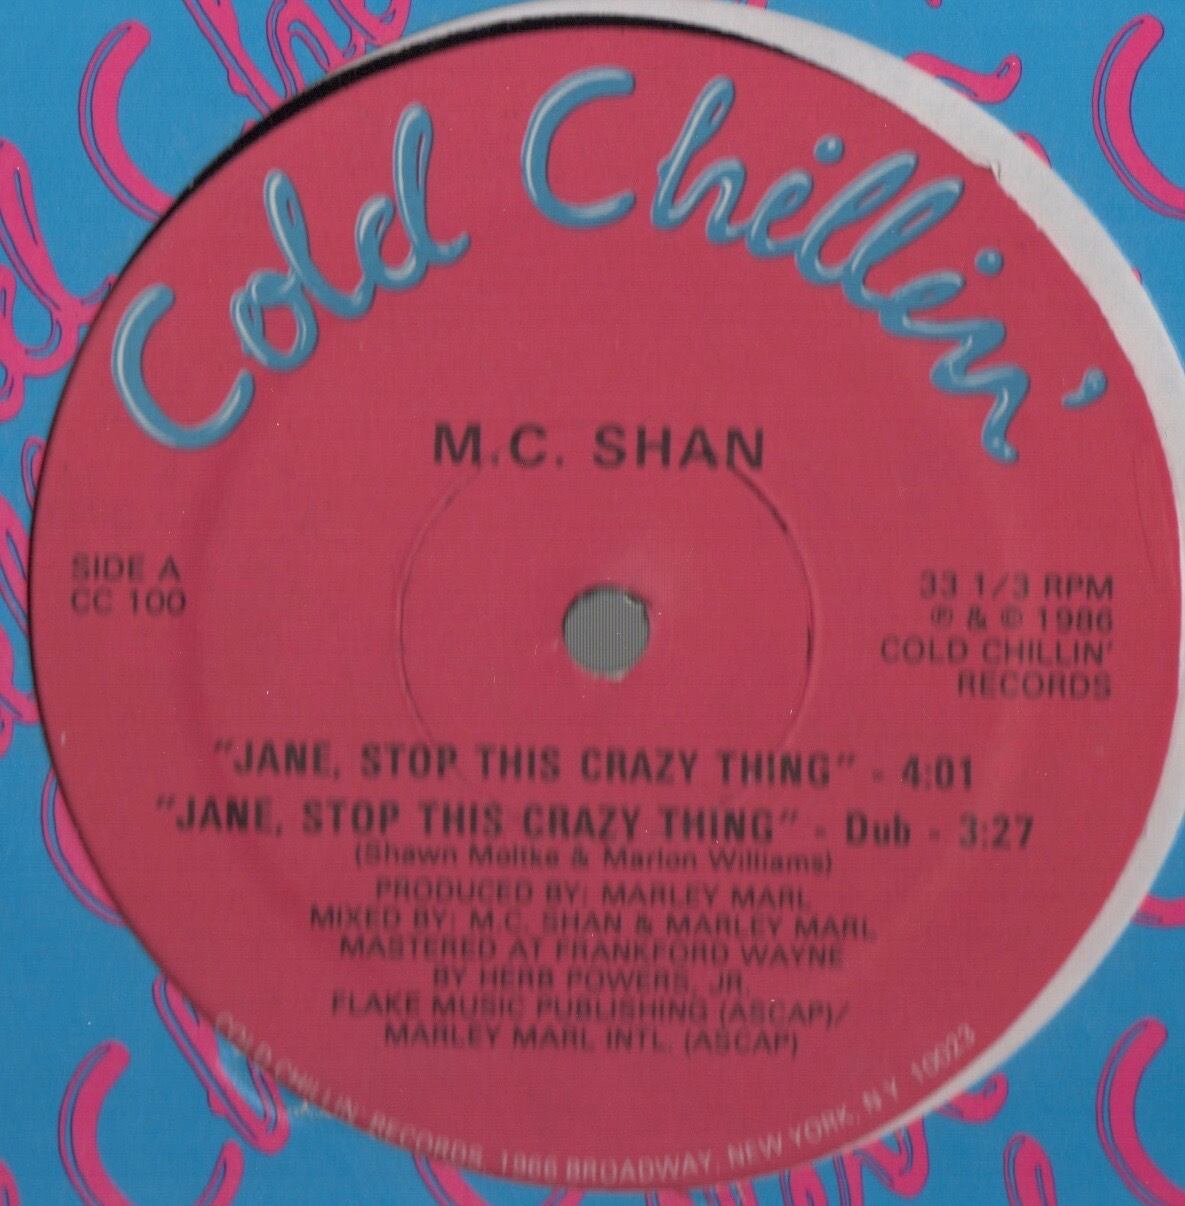 Cold Chillin'
M.C. SHAN
SIDE A
CC 100
33 1/3 RPM
℗ & © 1986
COLD CHILLIN'
RECORDS
"JANE, STOP THIS CRAZY THING" - 4:01
"JANE, STOP THIS CRAZY THING" - Dub - 3:27
(Shawn Moltke & Marlon Williams)
PRODUCED BY: MARLEY MARL
MIXED BY: M.C. SHAN & MARLEY MARL
MASTERED AT FRANKFORD WAYNE
BY HERB POWERS, JR.
FLAKE MUSIC PUBLISHING (ASCAP)/
MARLEY MARL INTL. (ASCAP)
COLD CHILLIN' RECORDS, 1966 BROADWAY, NEW YORK, N.Y. 10023